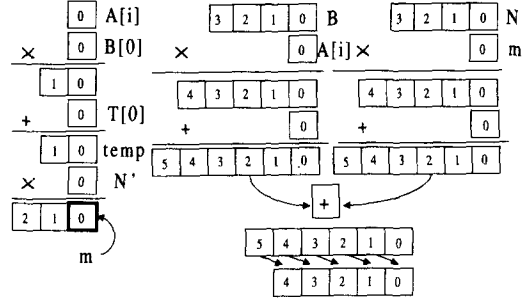 0 A[i]
× 0 B[0]
1 0
+ 0 T[0]
1 0 temp
× 0 N'
2 1 0
m
3 2 1 0 B
× 0 A[i]
4 3 2 1 0
+ 0
5 4 3 2 1 0
3 2 1 0 N
× 0 m
4 3 2 1 0
+ 0
5 4 3 2 1 0
+
5 4 3 2 1 0
4 3 2 1 0